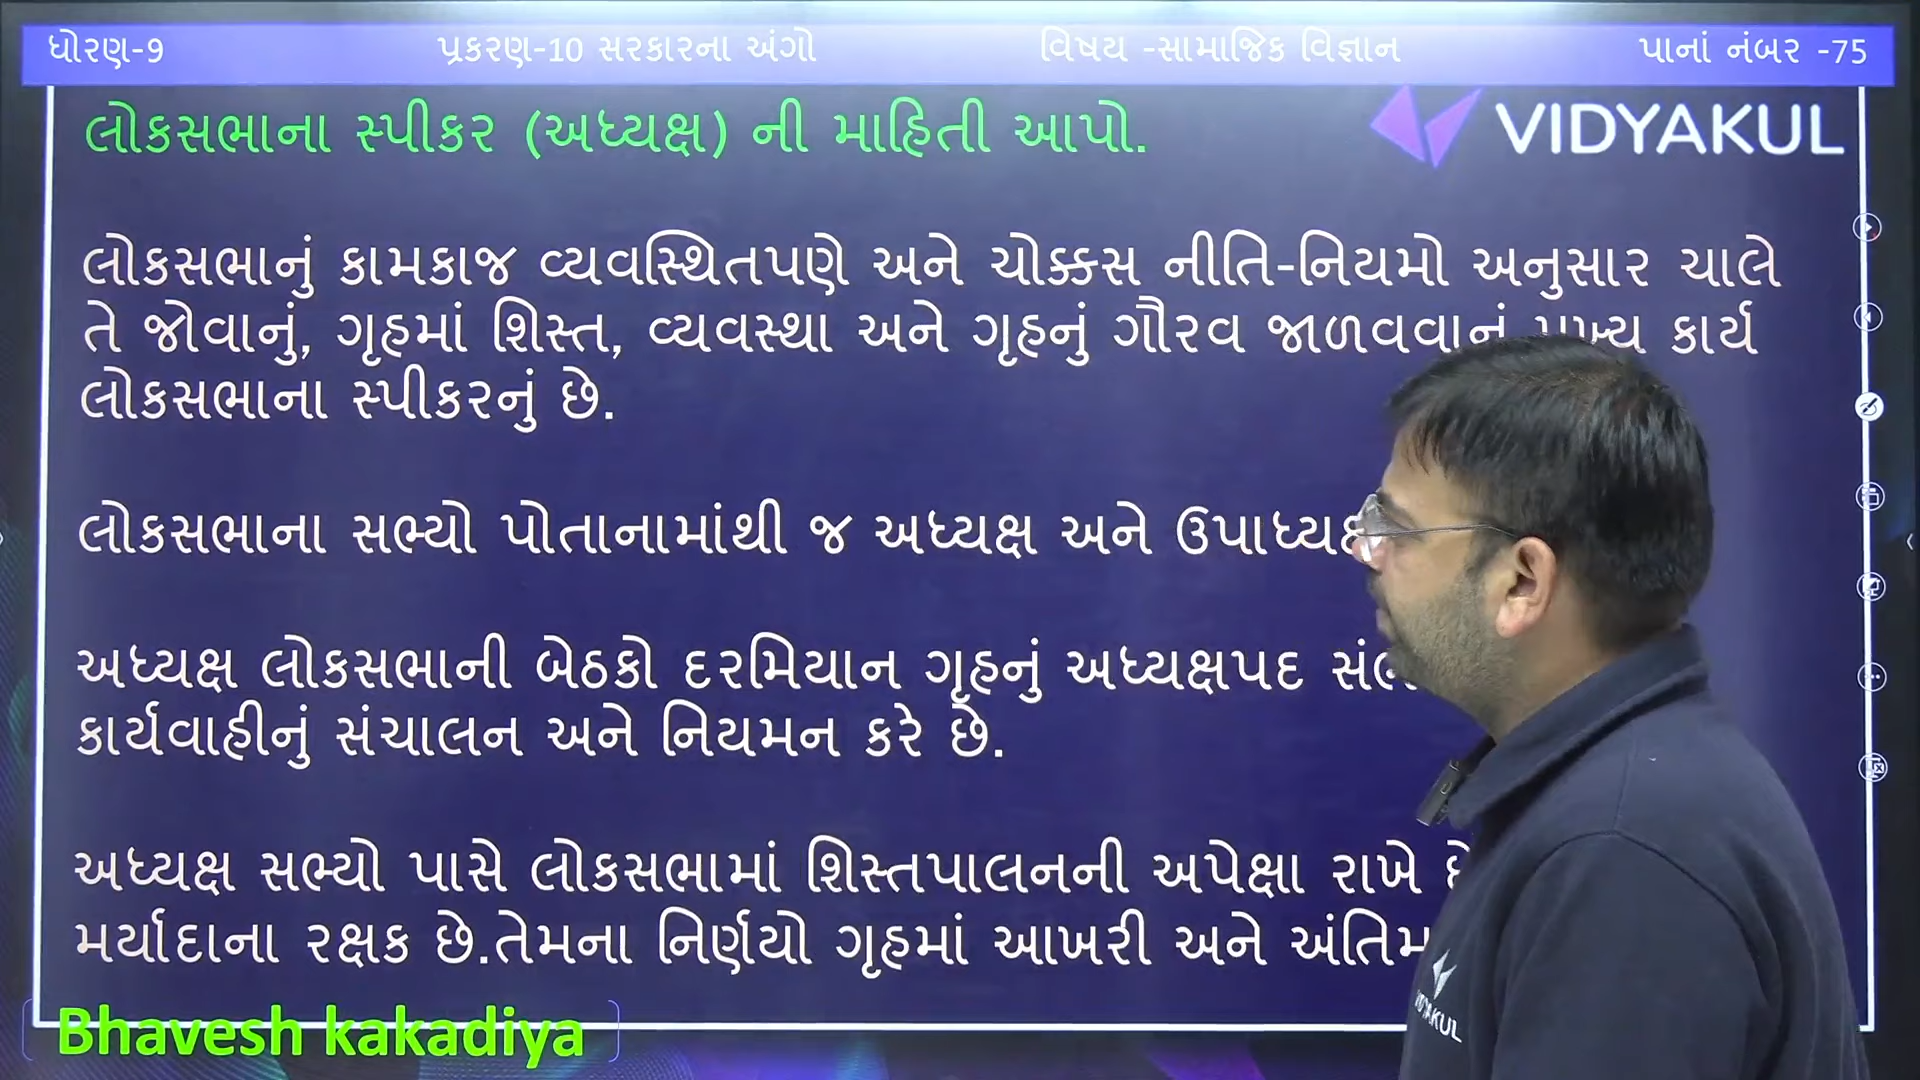 ધોરણ-9 પ્રકરણ-10 સરકારના અંગો વિષય -સામાજિક વિજ્ઞાન પાનાં નંબર -75
લોકસભાના સ્પીકર (અધ્યક્ષ) ની માહિતી આપો.
VIDYAKUL
લોકસભાનું કામકાજ વ્યવસ્થિતપણે અને ચોક્કસ નીતિ-નિયમો અનુસાર ચાલે
તે જોવાનું, ગૃહમાં શિસ્ત, વ્યવસ્થા અને ગૃહનું ગૌરવ જાળવવાનું મુખ્ય કાર્ય
લોકસભાના સ્પીકરનું છે.
લોકસભાના સભ્યો પોતાનામાંથી જ અધ્યક્ષ અને
અધ્યક્ષ લોકસભાની બેઠકો દરમિયાન ગૃહનું અધ્યક્ષપદ
કાર્યવાહીનું સંચાલન અને નિયમન કરે છે.
અધ્યક્ષ સભ્યો પાસે લોકસભામાં શિસ્તપાલનની અપેક્ષા રાખે
મર્યાદાના રક્ષક છે.તેમના નિર્ણયો ગૃહમાં આખરી અને
Bhavesh kakadiya